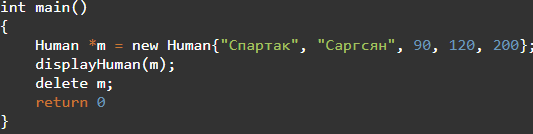 int main()
{
    Human *m = new Human{"Спартак", "Саргсян", 90, 120, 200};
    displayHuman(m);
    delete m;
    return 0
}